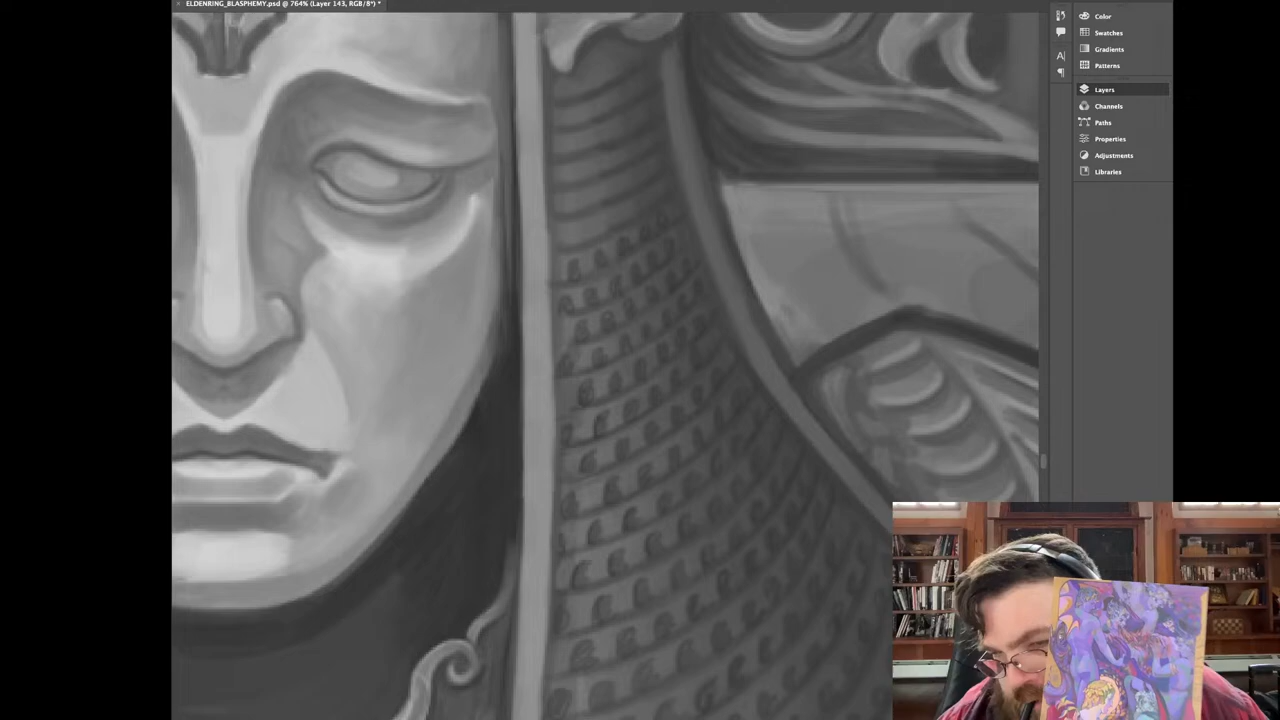 × ELDENRING_BLASPHEMY.psd @ 764% (Layer 143, RGB/8*) *
Color
Swatches
Gradients
A|
Patterns
Layers
Channels
Paths
Properties
Adjustments
Libraries